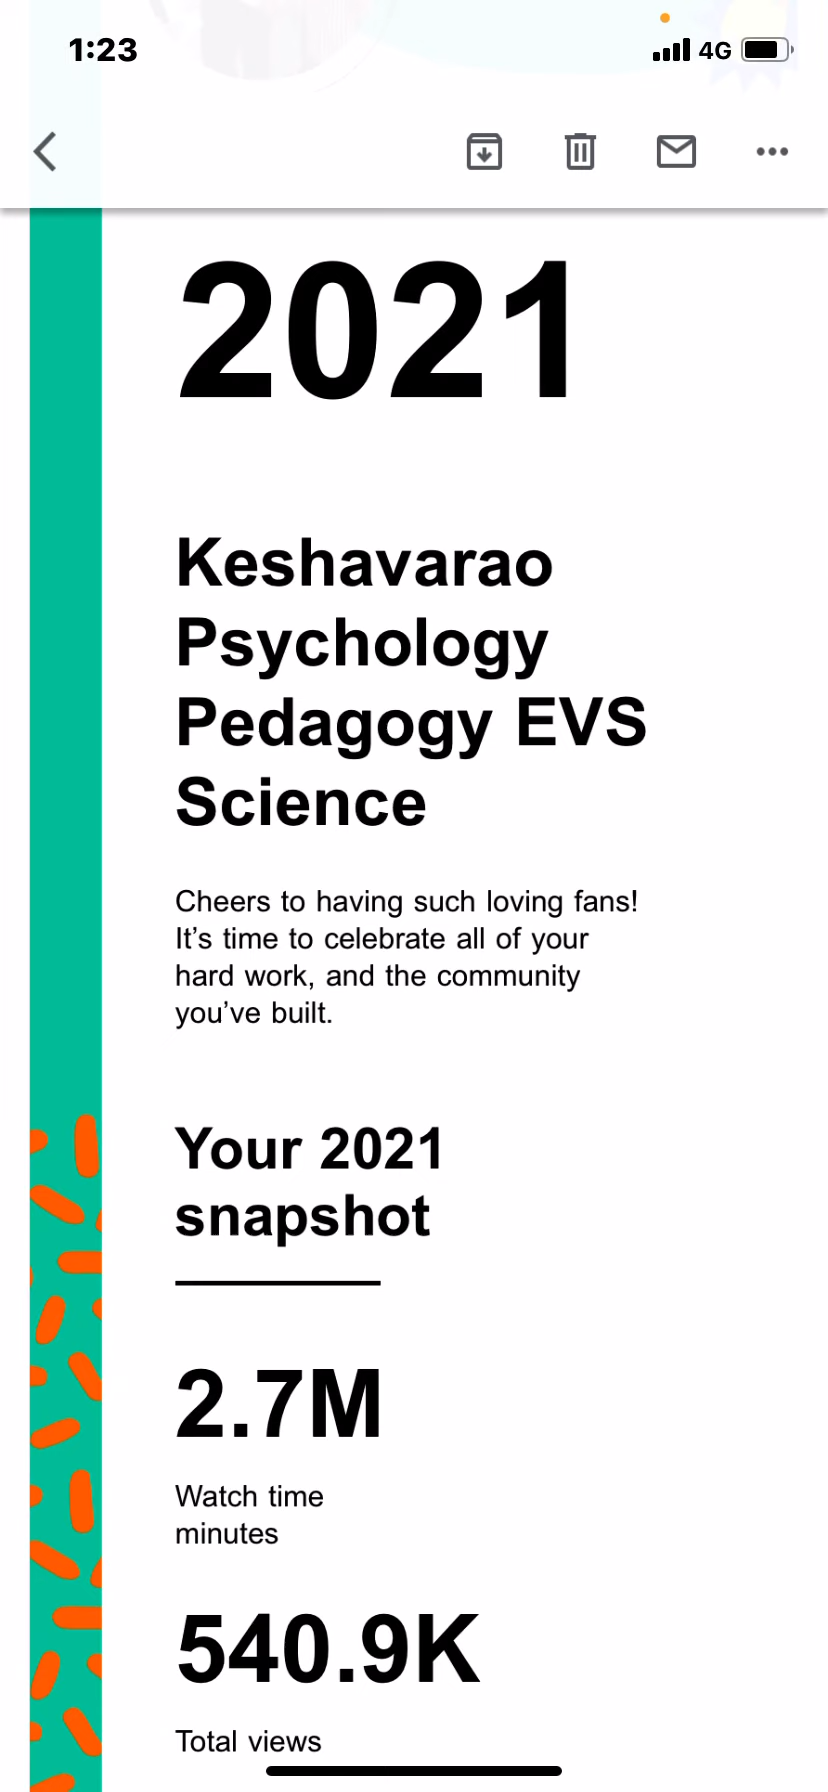 1:23
4G
2021
Keshavarao
Psychology
Pedagogy EVS
Science
Cheers to having such loving fans!
It’s time to celebrate all of your
hard work, and the community
you’ve built.
Your 2021
snapshot
2.7M
Watch time
minutes
540.9K
Total views